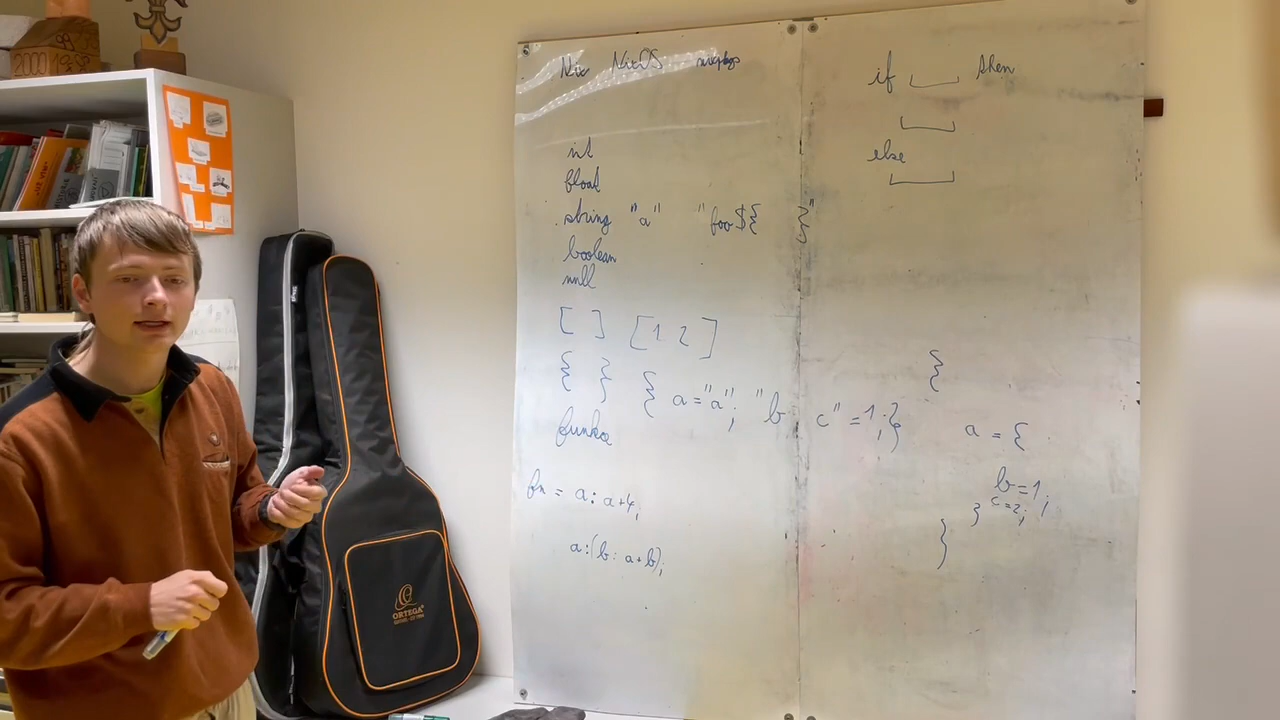 Nix NixOS nixpkgs
int
float
string "a" "foo${ }"
boolean
null
[ ] [ 1 2 ]
{ } { a="a"; "b c"=1;}
funkce
fn = a: a+4;
a:(b: a+b);
if then
else
{
a = {
b=1;
c=2;
}
}
ORTEGA
2000